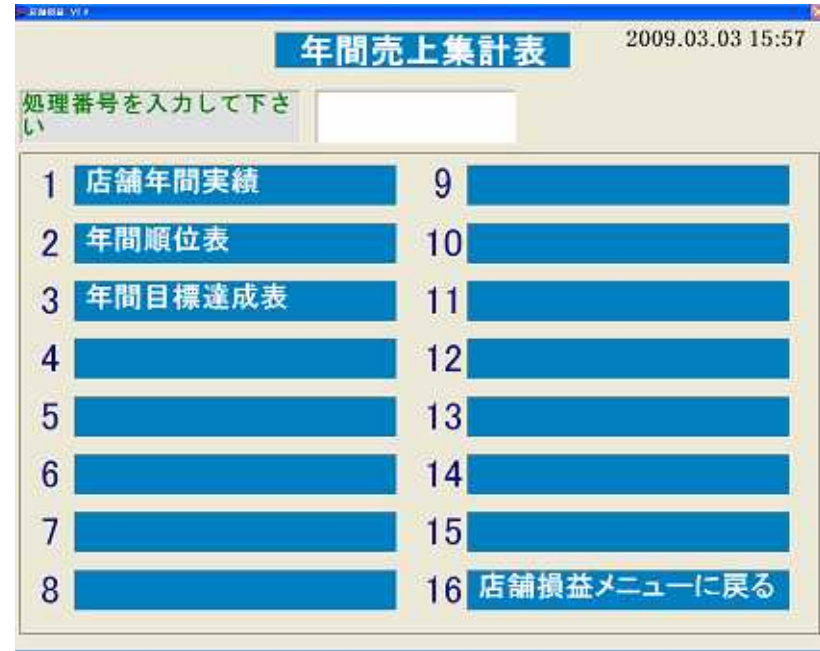 年間売上集計表
2009.03.03 15:57
処理番号を入力して下さ
い
1 店舗年間実績
2 年間順位表
3 年間目標達成表
4
5
6
7
8
9
10
11
12
13
14
15
16 店舗損益メニューに戻る